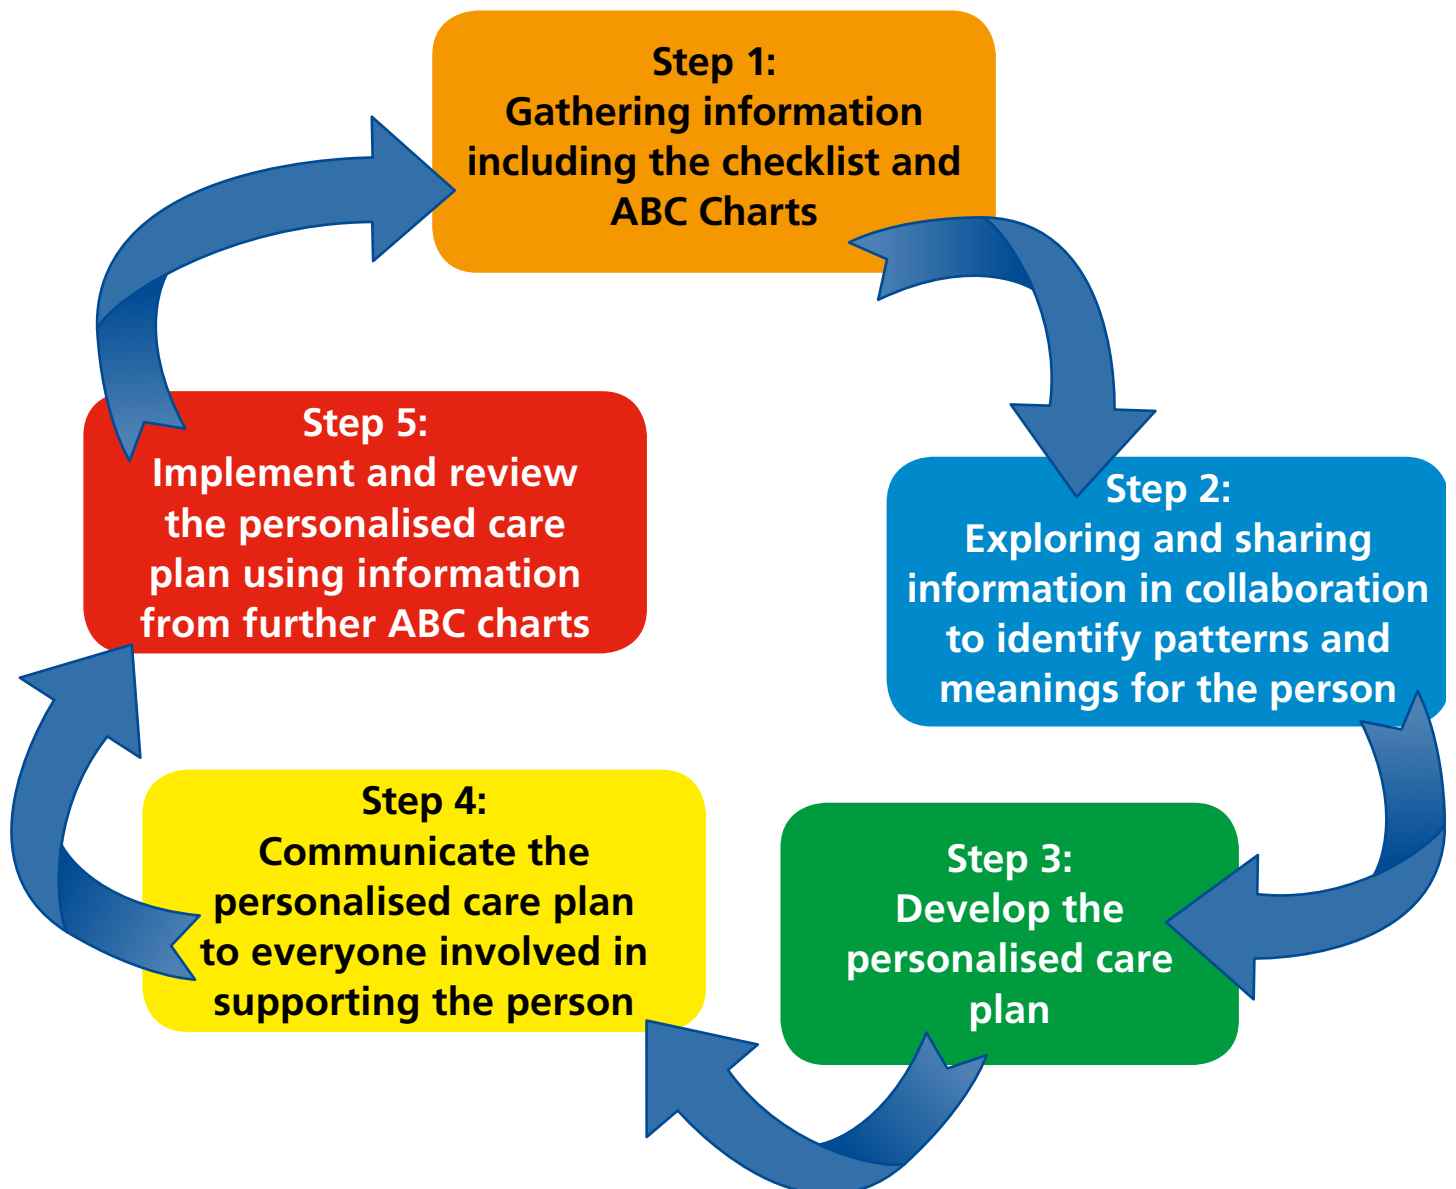 Step 1:
Gathering information
including the checklist and
ABC Charts
Step 2:
Exploring and sharing
information in collaboration
to identify patterns and
meanings for the person
Step 3:
Develop the
personalised care
plan
Step 4:
Communicate the
personalised care plan
to everyone involved in
supporting the person
Step 5:
Implement and review
the personalised care
plan using information
from further ABC charts